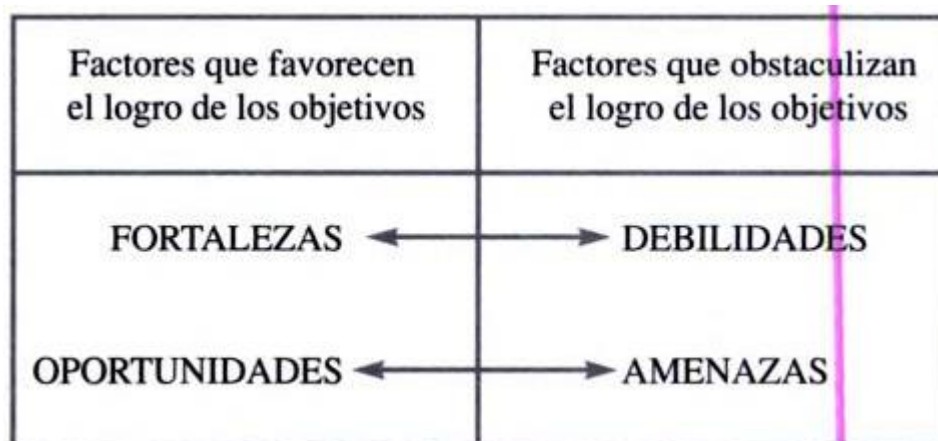 Factores que favorecen
el logro de los objetivos
Factores que obstaculizan
el logro de los objetivos
FORTALEZAS
DEBILIDADES
OPORTUNIDADES
AMENAZAS